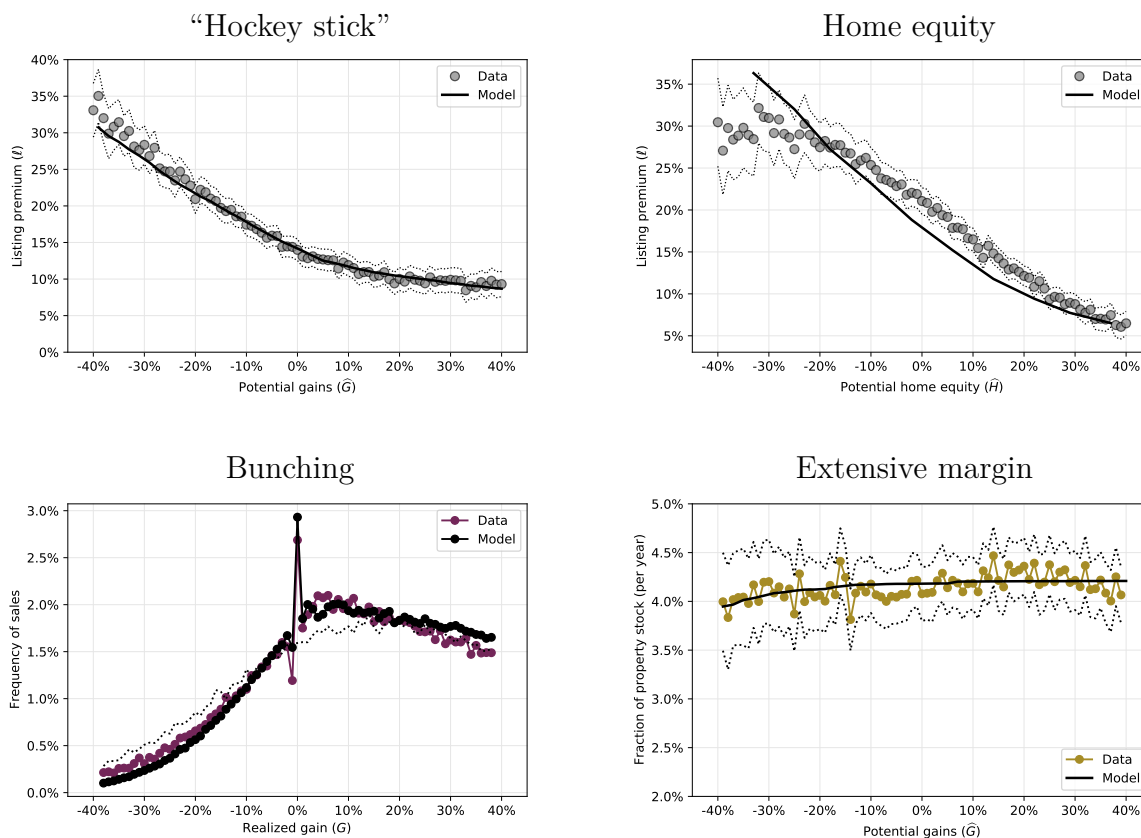 “Hockey stick”
40%
35%
30%
25%
20%
15%
10%
5%
0%
Listing premium (ℓ)
Data
Model
-40% -30% -20% -10% 0% 10% 20% 30% 40%
Potential gains (Ĝ)
Home equity
35%
30%
25%
20%
15%
10%
5%
Listing premium (ℓ)
Data
Model
-40% -30% -20% -10% 0% 10% 20% 30% 40%
Potential home equity (Ĥ)
Bunching
3.0%
2.5%
2.0%
1.5%
1.0%
0.5%
0.0%
Frequency of sales
Data
Model
-40% -30% -20% -10% 0% 10% 20% 30% 40%
Realized gain (G)
Extensive margin
5.0%
4.5%
4.0%
3.5%
3.0%
2.5%
2.0%
Fraction of property stock (per year)
Data
Model
-40% -30% -20% -10% 0% 10% 20% 30% 40%
Potential gains (Ĝ)